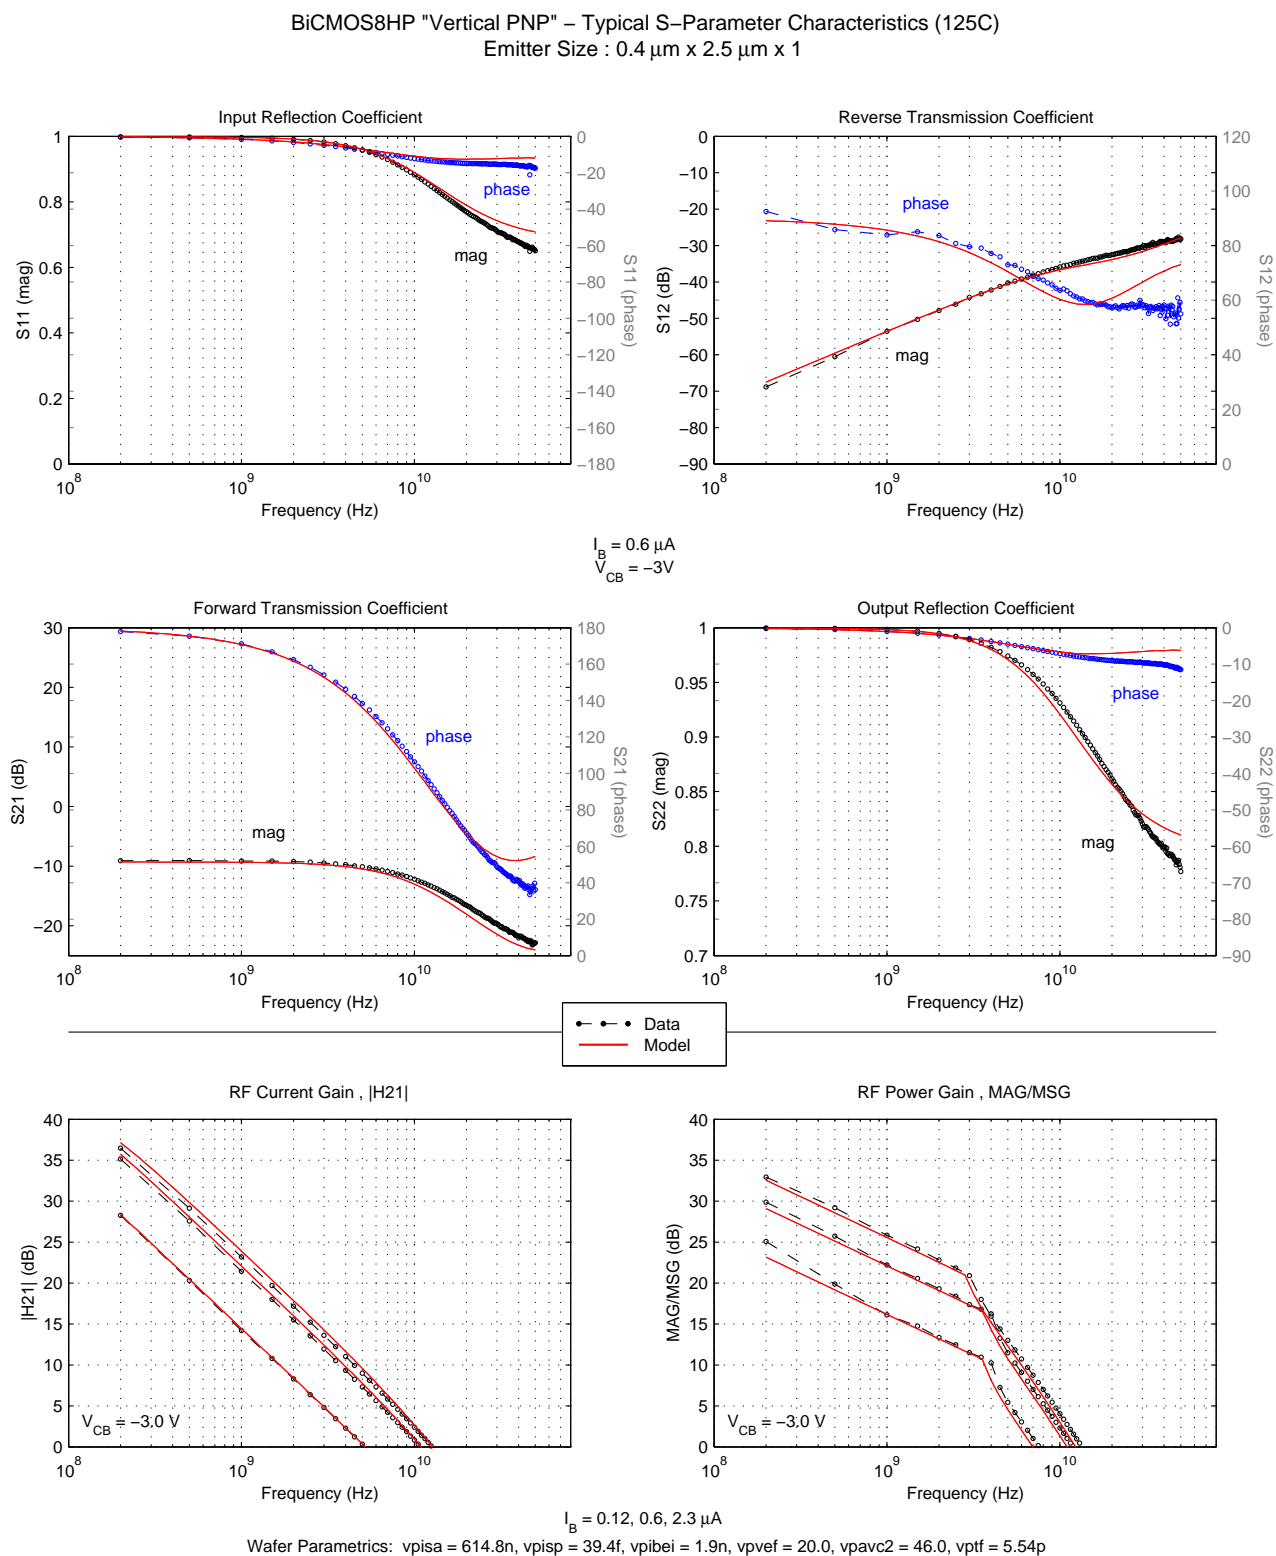 BiCMOS8HP "Vertical PNP" − Typical S−Parameter Characteristics (125C)
Emitter Size : 0.4 μm x 2.5 μm x 1
Input Reflection Coefficient
1
0.8
0.6
0.4
0.2
0
S11 (mag)
0
−20
−40
−60
−80
−100
−120
−140
−160
−180
S11 (phase)
phase
mag
10^8
10^9
10^10
Frequency (Hz)
Reverse Transmission Coefficient
0
−10
−20
−30
−40
−50
−60
−70
−80
−90
S12 (dB)
120
100
80
60
40
20
0
S12 (phase)
phase
mag
10^8
10^9
10^10
Frequency (Hz)
I_B = 0.6 μA
V_CB = −3V
Forward Transmission Coefficient
30
20
10
0
−10
−20
S21 (dB)
180
160
140
120
100
80
60
40
20
0
S21 (phase)
phase
mag
10^8
10^9
10^10
Frequency (Hz)
Output Reflection Coefficient
1
0.95
0.9
0.85
0.8
0.75
0.7
S22 (mag)
0
−10
−20
−30
−40
−50
−60
−70
−80
−90
S22 (phase)
phase
mag
10^8
10^9
10^10
Frequency (Hz)
Data
Model
RF Current Gain , |H21|
40
35
30
25
20
15
10
5
0
|H21| (dB)
V_CB = −3.0 V
10^8
10^9
10^10
Frequency (Hz)
RF Power Gain , MAG/MSG
40
35
30
25
20
15
10
5
0
MAG/MSG (dB)
V_CB = −3.0 V
10^8
10^9
10^10
Frequency (Hz)
I_B = 0.12, 0.6, 2.3 μA
Wafer Parametrics: vpisa = 614.8n, vpisp = 39.4f, vpibei = 1.9n, vpvef = 20.0, vpavc2 = 46.0, vptf = 5.54p